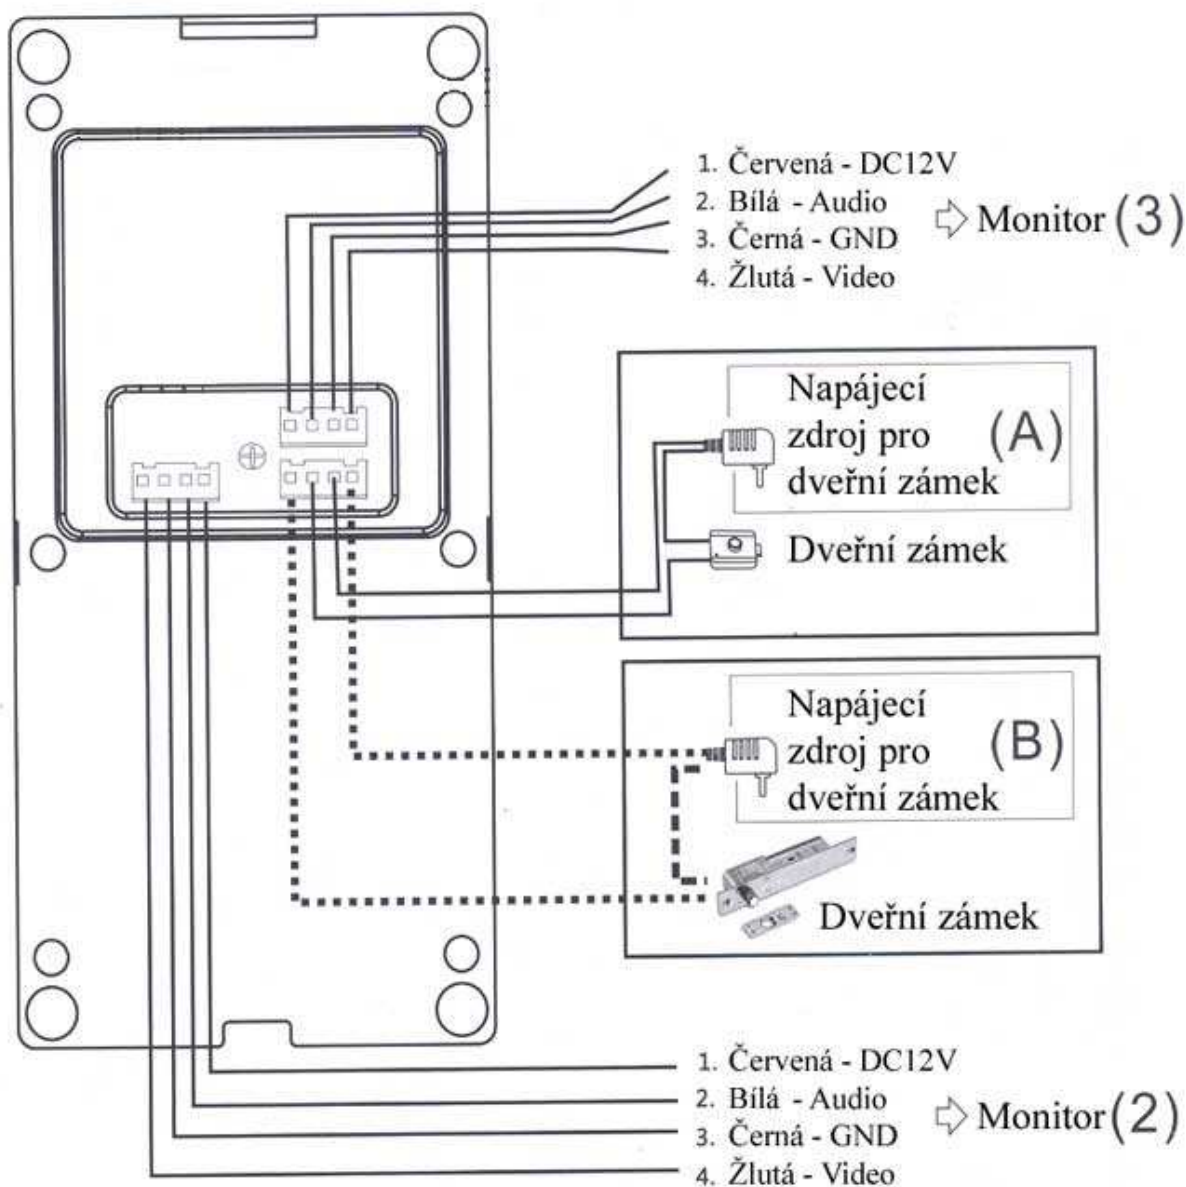 1. Červená - DC12V
2. Bílá - Audio
3. Černá - GND
4. Žlutá - Video
Monitor (3)
Napájecí
zdroj pro
dveřní zámek
(A)
Dveřní zámek
Napájecí
zdroj pro
dveřní zámek
(B)
Dveřní zámek
1. Červená - DC12V
2. Bílá - Audio
3. Černá - GND
4. Žlutá - Video
Monitor (2)